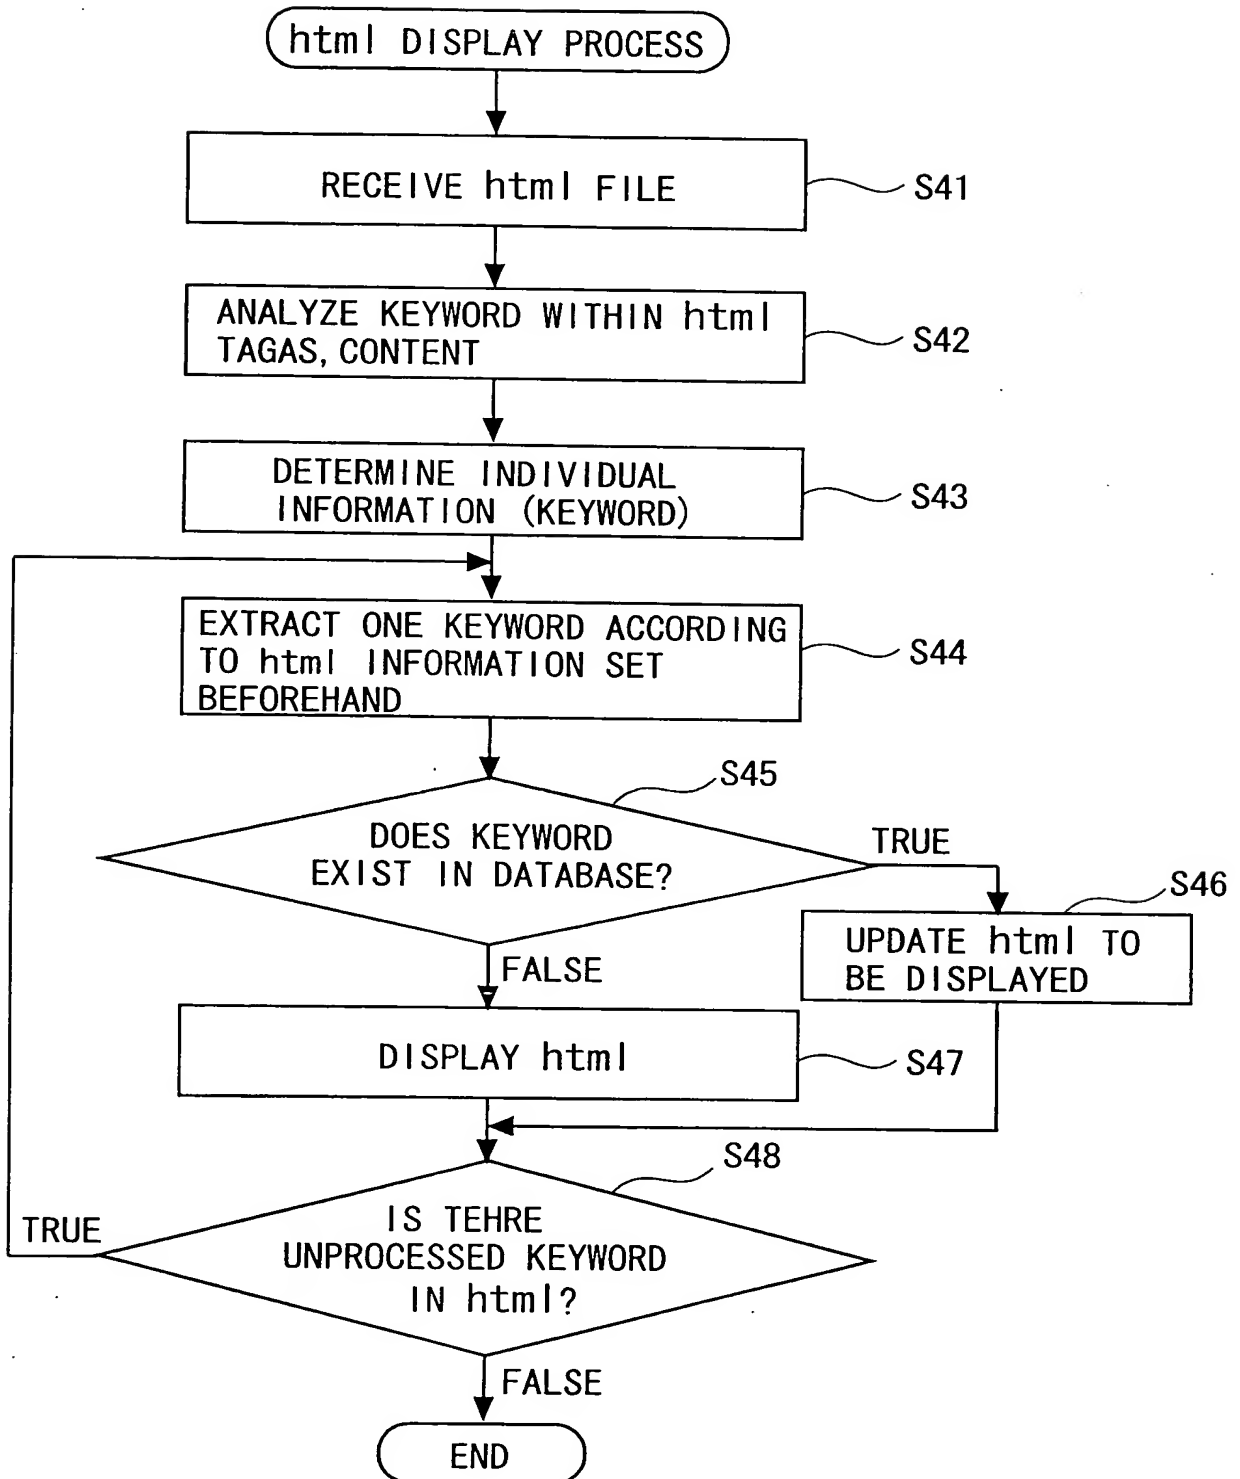 html DISPLAY PROCESS
RECEIVE html FILE
S41
ANALYZE KEYWORD WITHIN html
TAGAS, CONTENT
S42
DETERMINE INDIVIDUAL
INFORMATION (KEYWORD)
S43
EXTRACT ONE KEYWORD ACCORDING
TO html INFORMATION SET
BEFOREHAND
S44
S45
DOES KEYWORD
EXIST IN DATABASE?
TRUE
S46
UPDATE html TO
BE DISPLAYED
FALSE
DISPLAY html
S47
S48
IS TEHRE
UNPROCESSED KEYWORD
IN html?
TRUE
FALSE
END